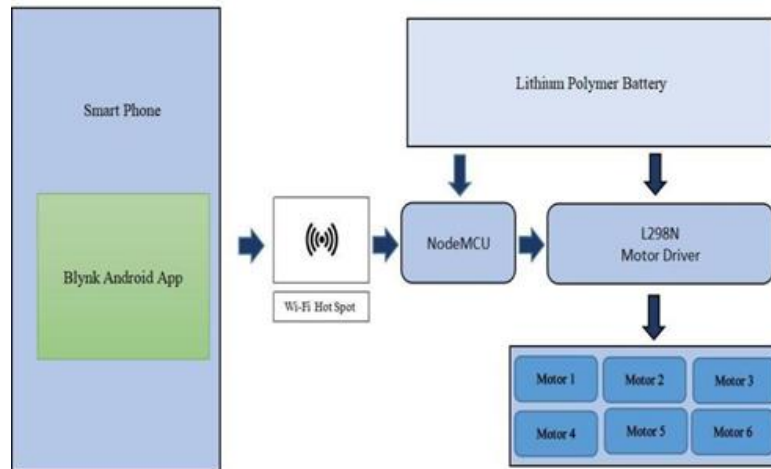 Smart Phone
Blynk Android App
Wi-Fi Hot Spot
Lithium Polymer Battery
NodeMCU
L298N
Motor Driver
Motor 1
Motor 2
Motor 3
Motor 4
Motor 5
Motor 6